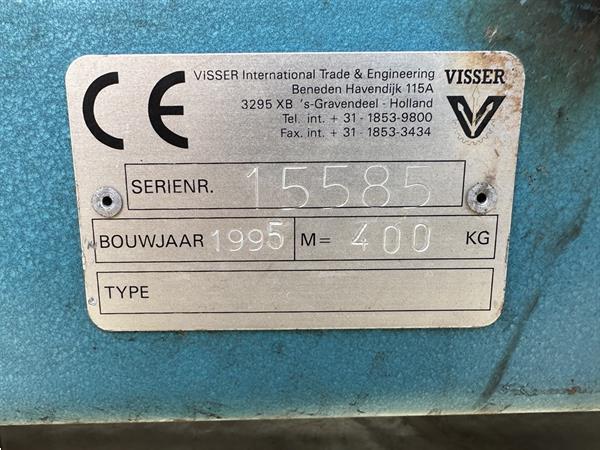 CE
VISSER International Trade & Engineering
Beneden Havendijk 115A
3295 XB 's-Gravendeel - Holland
Tel. int. + 31 - 1853-9800
Fax. int. + 31 - 1853-3434
VISSER
SERIENR. 15585
BOUWJAAR 1995 M= 400 KG
TYPE